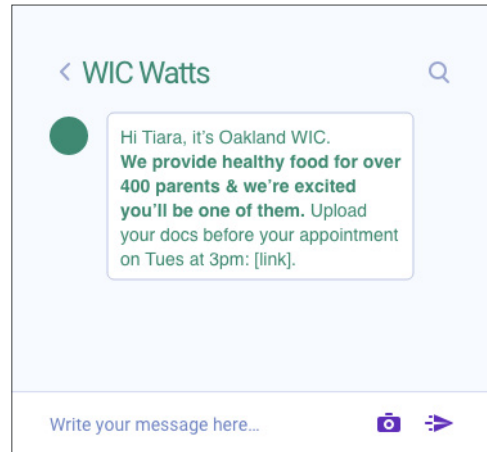 WIC Watts
Hi Tiara, it’s Oakland WIC.
We provide healthy food for over
400 parents & we’re excited
you’ll be one of them. Upload
your docs before your appointment
on Tues at 3pm: [link].
Write your message here...